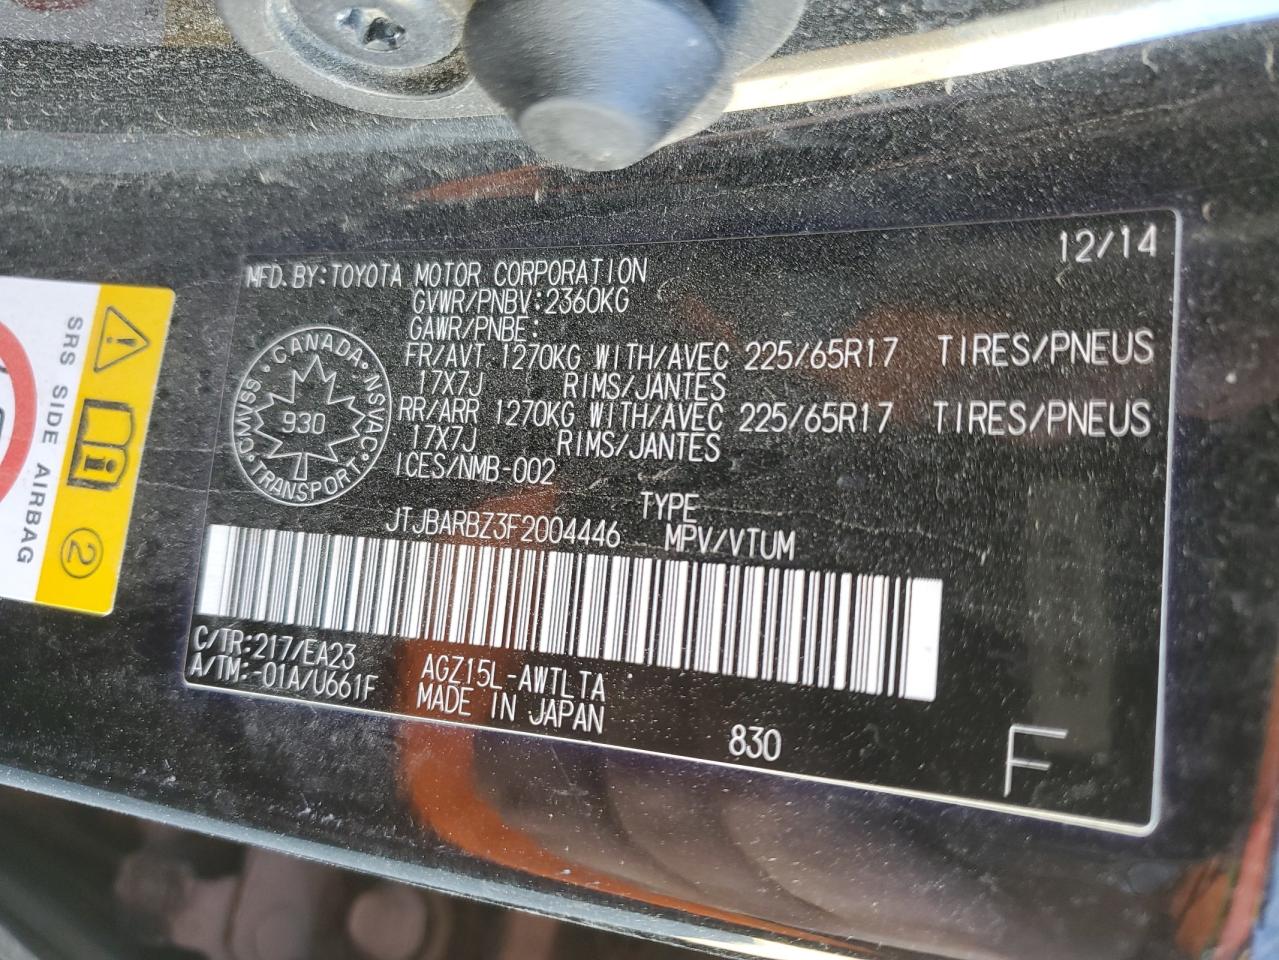 12/14
MFD.BY:TOYOTA MOTOR CORPORATION
GVWR/PNBV:2360KG
GAWR/PNBE:
FR/AVT 1270KG WITH/AVEC 225/65R17 TIRES/PNEUS
17X7J RIMS/JANTES
RR/ARR 1270KG WITH/AVEC 225/65R17 TIRES/PNEUS
17X7J RIMS/JANTES
ICES/NMB-002
CMVSS · CANADA · NSVAC · TRANSPORT ·
930
TYPE
JTJBARBZ3F2004446 MPV/VTUM
C/TR:217/EA23 AGZ15L-AWTLTA
A/TM:-01A/U661F MADE IN JAPAN
830
F
SRS SIDE AIRBAG
2